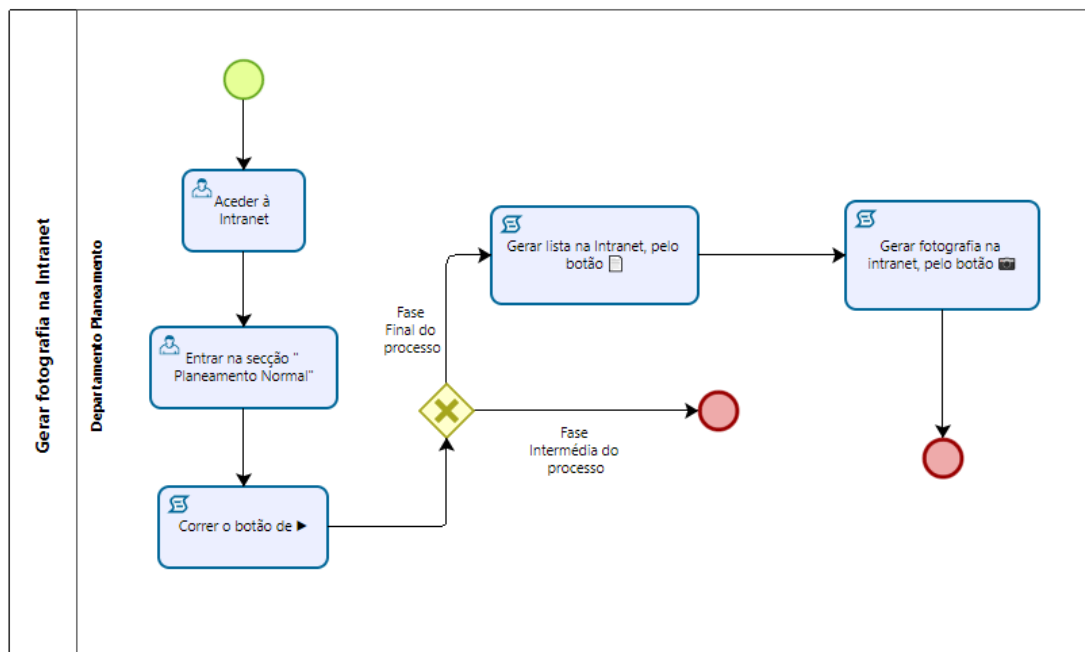 Gerar fotografia na Intranet
Departamento Planeamento
Aceder à
Intranet
Entrar na secção "
Planeamento Normal"
Correr o botão de ▶
Fase
Final do
processo
Fase
Intermédia do
processo
Gerar lista na Intranet, pelo
botão 📄
Gerar fotografia na
intranet, pelo botão 📷